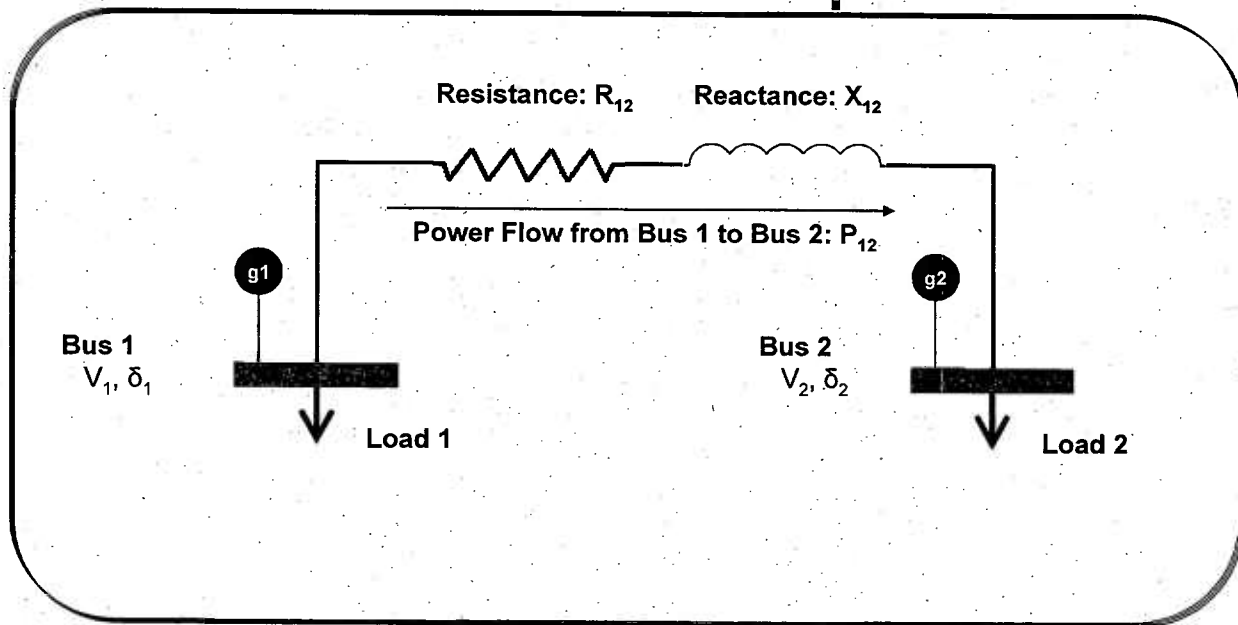 Resistance: R₁₂ Reactance: X₁₂
Power Flow from Bus 1 to Bus 2: P₁₂
g1
g2
Bus 1
V₁, δ₁
Bus 2
V₂, δ₂
Load 1
Load 2